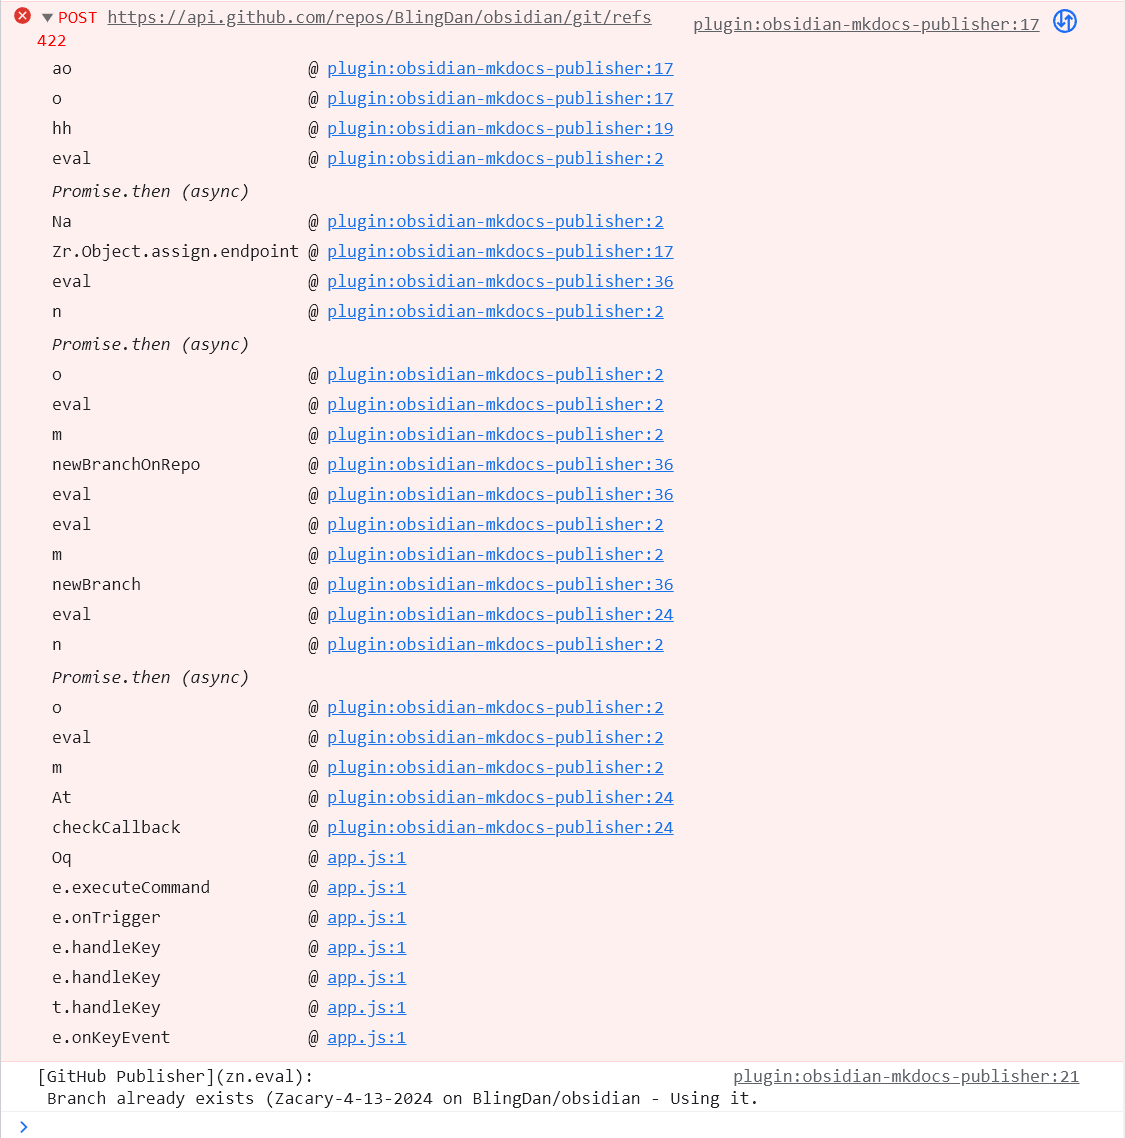 POST https://api.github.com/repos/BlingDan/obsidian/git/refs plugin:obsidian-mkdocs-publisher:17
422
ao @ plugin:obsidian-mkdocs-publisher:17
o @ plugin:obsidian-mkdocs-publisher:17
hh @ plugin:obsidian-mkdocs-publisher:19
eval @ plugin:obsidian-mkdocs-publisher:2
Promise.then (async)
Na @ plugin:obsidian-mkdocs-publisher:2
Zr.Object.assign.endpoint @ plugin:obsidian-mkdocs-publisher:17
eval @ plugin:obsidian-mkdocs-publisher:36
n @ plugin:obsidian-mkdocs-publisher:2
Promise.then (async)
o @ plugin:obsidian-mkdocs-publisher:2
eval @ plugin:obsidian-mkdocs-publisher:2
m @ plugin:obsidian-mkdocs-publisher:2
newBranchOnRepo @ plugin:obsidian-mkdocs-publisher:36
eval @ plugin:obsidian-mkdocs-publisher:36
eval @ plugin:obsidian-mkdocs-publisher:2
m @ plugin:obsidian-mkdocs-publisher:2
newBranch @ plugin:obsidian-mkdocs-publisher:36
eval @ plugin:obsidian-mkdocs-publisher:24
n @ plugin:obsidian-mkdocs-publisher:2
Promise.then (async)
o @ plugin:obsidian-mkdocs-publisher:2
eval @ plugin:obsidian-mkdocs-publisher:2
m @ plugin:obsidian-mkdocs-publisher:2
At @ plugin:obsidian-mkdocs-publisher:24
checkCallback @ plugin:obsidian-mkdocs-publisher:24
Oq @ app.js:1
e.executeCommand @ app.js:1
e.onTrigger @ app.js:1
e.handleKey @ app.js:1
e.handleKey @ app.js:1
t.handleKey @ app.js:1
e.onKeyEvent @ app.js:1
[GitHub Publisher](zn.eval): plugin:obsidian-mkdocs-publisher:21
Branch already exists (Zacary-4-13-2024 on BlingDan/obsidian - Using it.